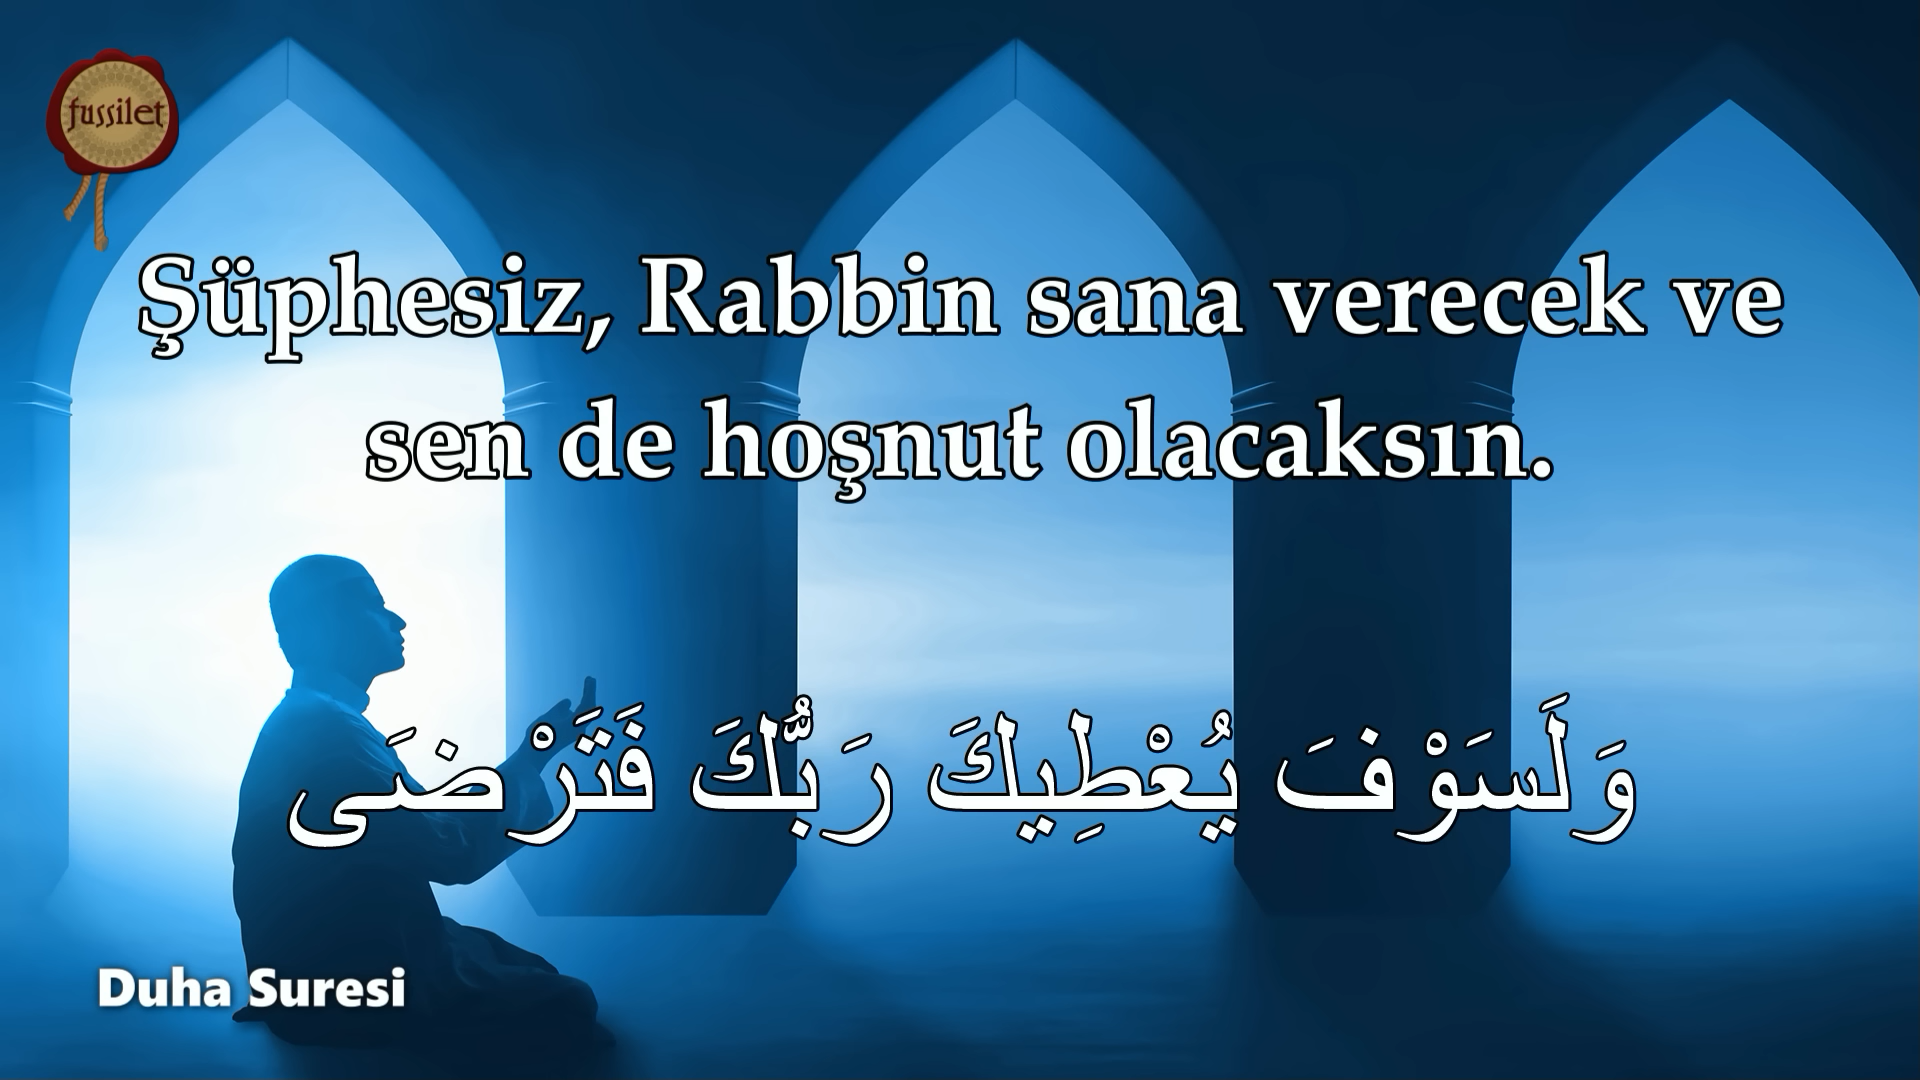 fussilet
Şüphesiz, Rabbin sana verecek ve
sen de hoşnut olacaksın.
وَلَسَوْفَ يُعْطِيكَ رَبُّكَ فَتَرْضَى
Duha Suresi